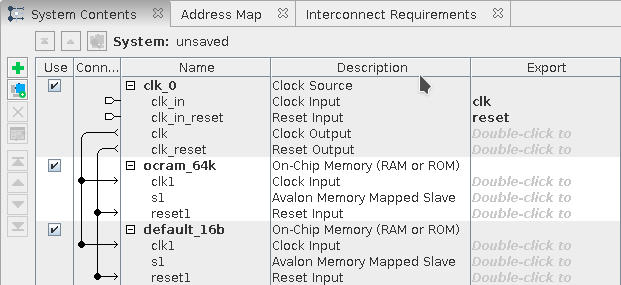 System Contents Address Map Interconnect Requirements
System: unsaved
Use Conn... Name Description Export
clk_0 Clock Source
clk_in Clock Input clk
clk_in_reset Reset Input reset
clk Clock Output Double-click to
clk_reset Reset Output Double-click to
ocram_64k On-Chip Memory (RAM or ROM)
clk1 Clock Input Double-click to
s1 Avalon Memory Mapped Slave Double-click to
reset1 Reset Input Double-click to
default_16b On-Chip Memory (RAM or ROM)
clk1 Clock Input Double-click to
s1 Avalon Memory Mapped Slave Double-click to
reset1 Reset Input Double-click to